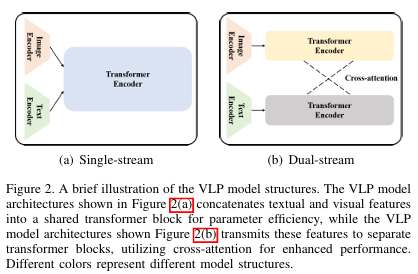 Image
Encoder
Text
Encoder
Transformer
Encoder
(a) Single-stream
Image
Encoder
Text
Encoder
Transformer
Encoder
Cross-attention
Transformer
Encoder
(b) Dual-stream
Figure 2. A brief illustration of the VLP model structures. The VLP model
architectures shown in Figure 2(a) concatenates textual and visual features
into a shared transformer block for parameter efficiency, while the VLP
model architectures shown Figure 2(b) transmits these features to separate
transformer blocks, utilizing cross-attention for enhanced performance.
Different colors represent different model structures.